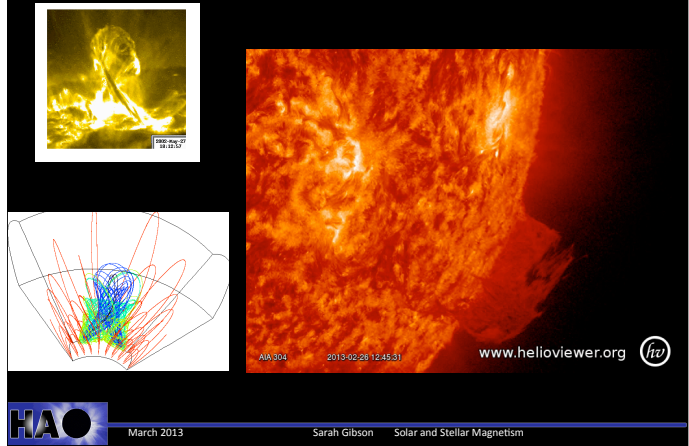 2002-May-27
18:12:57
AIA 304
2013-02-26 12:45:31
www.helioviewer.org
hv
HAO
March 2013
Sarah Gibson
Solar and Stellar Magnetism